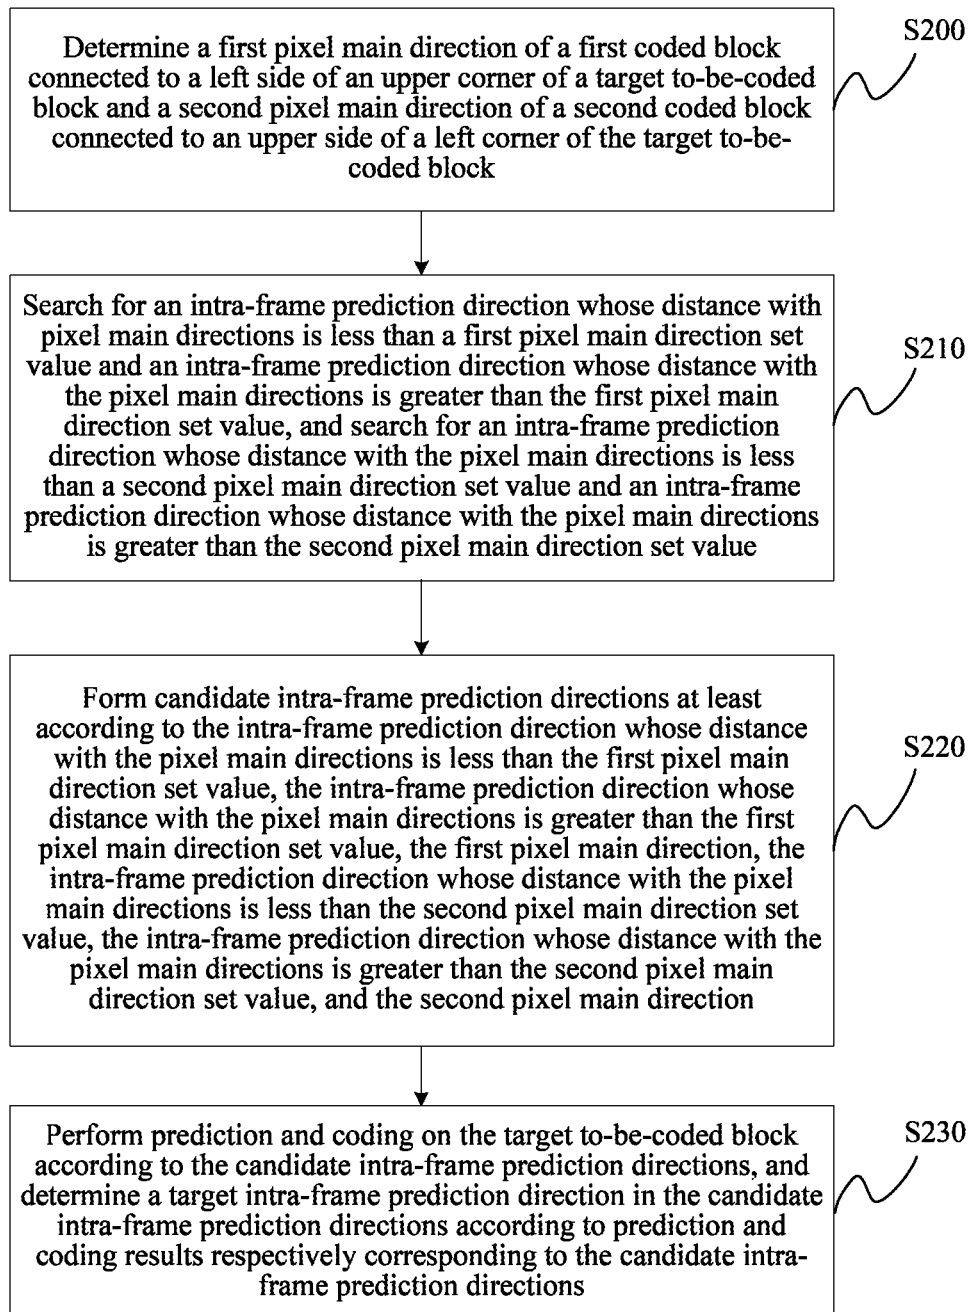 Determine a first pixel main direction of a first coded block
connected to a left side of an upper corner of a target to-be-coded
block and a second pixel main direction of a second coded block
connected to an upper side of a left corner of the target to-be-
coded block
S200
Search for an intra-frame prediction direction whose distance with
pixel main directions is less than a first pixel main direction set
value and an intra-frame prediction direction whose distance with
the pixel main directions is greater than the first pixel main
direction set value, and search for an intra-frame prediction
direction whose distance with the pixel main directions is less
than a second pixel main direction set value and an intra-frame
prediction direction whose distance with the pixel main directions
is greater than the second pixel main direction set value
S210
Form candidate intra-frame prediction directions at least
according to the intra-frame prediction direction whose distance
with the pixel main directions is less than the first pixel main
direction set value, the intra-frame prediction direction whose
distance with the pixel main directions is greater than the first
pixel main direction set value, the first pixel main direction, the
intra-frame prediction direction whose distance with the pixel
main directions is less than the second pixel main direction set
value, the intra-frame prediction direction whose distance with the
pixel main directions is greater than the second pixel main
direction set value, and the second pixel main direction
S220
Perform prediction and coding on the target to-be-coded block
according to the candidate intra-frame prediction directions, and
determine a target intra-frame prediction direction in the candidate
intra-frame prediction directions according to prediction and
coding results respectively corresponding to the candidate intra-
frame prediction directions
S230